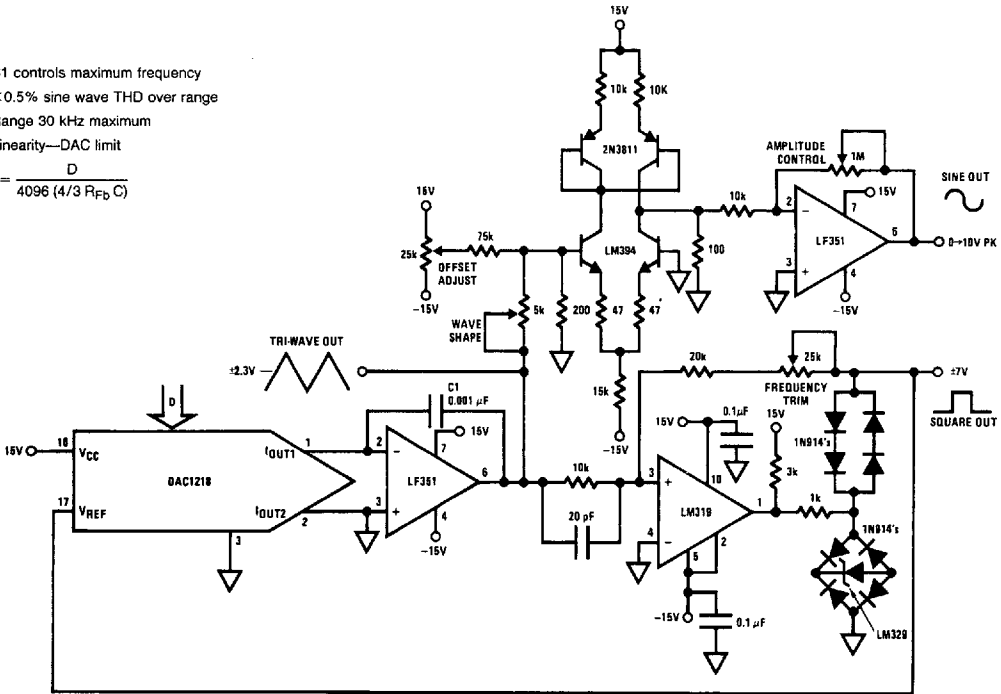 1 controls maximum frequency
<0.5% sine wave THD over range
ange 30 kHz maximum
inearity—DAC limit
= D
4096 (4/3 RFb C)
15V
10k
10K
2N3811
AMPLITUDE CONTROL
1M
SINE OUT
15V
75k
25k
OFFSET ADJUST
-15V
LM394
10k
100
2
−
3
+
7
15V
LF351
6
4
-15V
0→10V PK
WAVE SHAPE
5k
200
47
47
TRI-WAVE OUT
±2.3V
15k
-15V
20k
25k
FREQUENCY TRIM
±7V
SQUARE OUT
D
C1
0.001 μF
15V
16
VCC
17
VREF
DAC1218
IOUT1
1
IOUT2
2
3
2
−
3
+
7
15V
LF351
6
4
-15V
10k
20 pF
15V
0.1μF
3
+
4
−
10
LM319
1
5
2
-15V
0.1 μF
15V
3k
1k
1N914's
1N914's
LM329